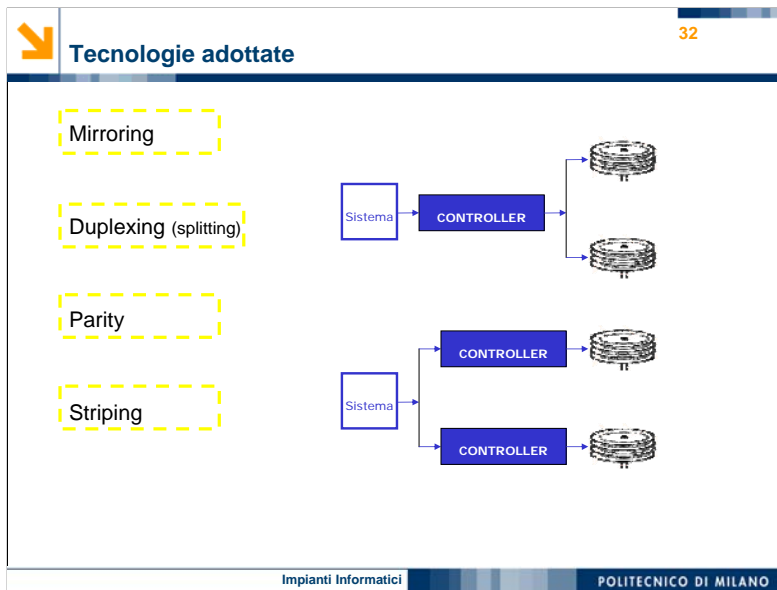 32
Tecnologie adottate
Mirroring
Duplexing (splitting)
Parity
Striping
Sistema
CONTROLLER
Sistema
CONTROLLER
CONTROLLER
Impianti Informatici
POLITECNICO DI MILANO